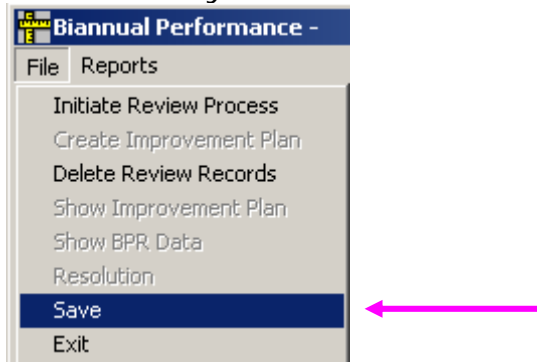 Biannual Performance -
File Reports
Initiate Review Process
Create Improvement Plan
Delete Review Records
Show Improvement Plan
Show BPR Data
Resolution
Save
Exit